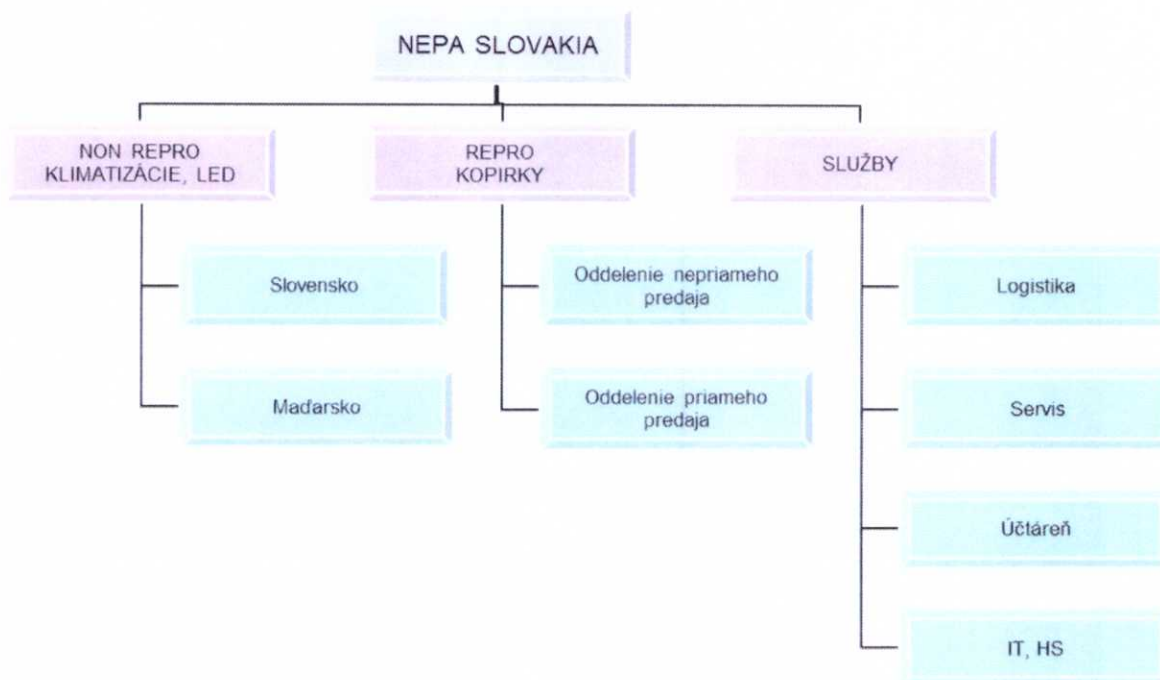 NEPA SLOVAKIA
NON REPRO
KLIMATIZÁCIE, LED
REPRO
KOPIRKY
SLUŽBY
Slovensko
Oddelenie nepriameho
predaja
Logistika
Maďarsko
Oddelenie priameho
predaja
Servis
Účtáreň
IT, HS